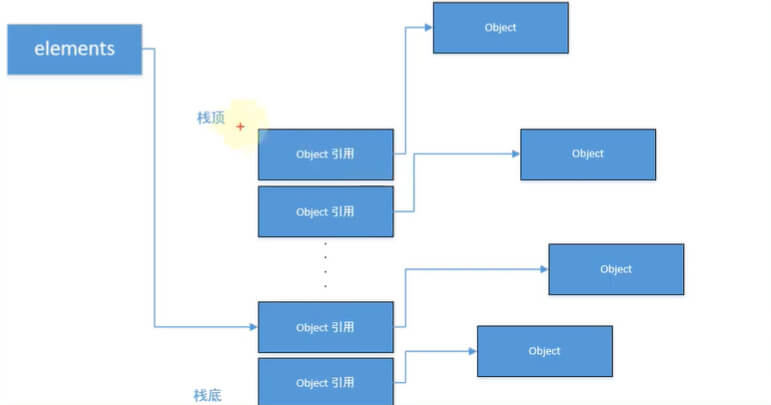 elements
Object
栈顶
Object 引用
Object
Object 引用
Object
Object 引用
Object
Object 引用
栈底